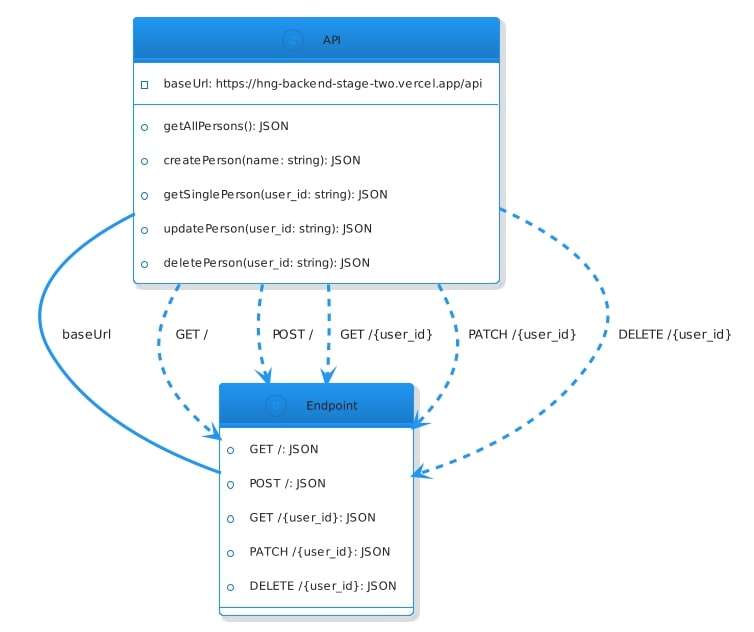 C API
baseUrl: https://hng-backend-stage-two.vercel.app/api
getAllPersons(): JSON
createPerson(name: string): JSON
getSinglePerson(user_id: string): JSON
updatePerson(user_id: string): JSON
deletePerson(user_id: string): JSON
baseUrl
GET /
POST /
GET /{user_id}
PATCH /{user_id}
DELETE /{user_id}
C Endpoint
GET /: JSON
POST /: JSON
GET /{user_id}: JSON
PATCH /{user_id}: JSON
DELETE /{user_id}: JSON